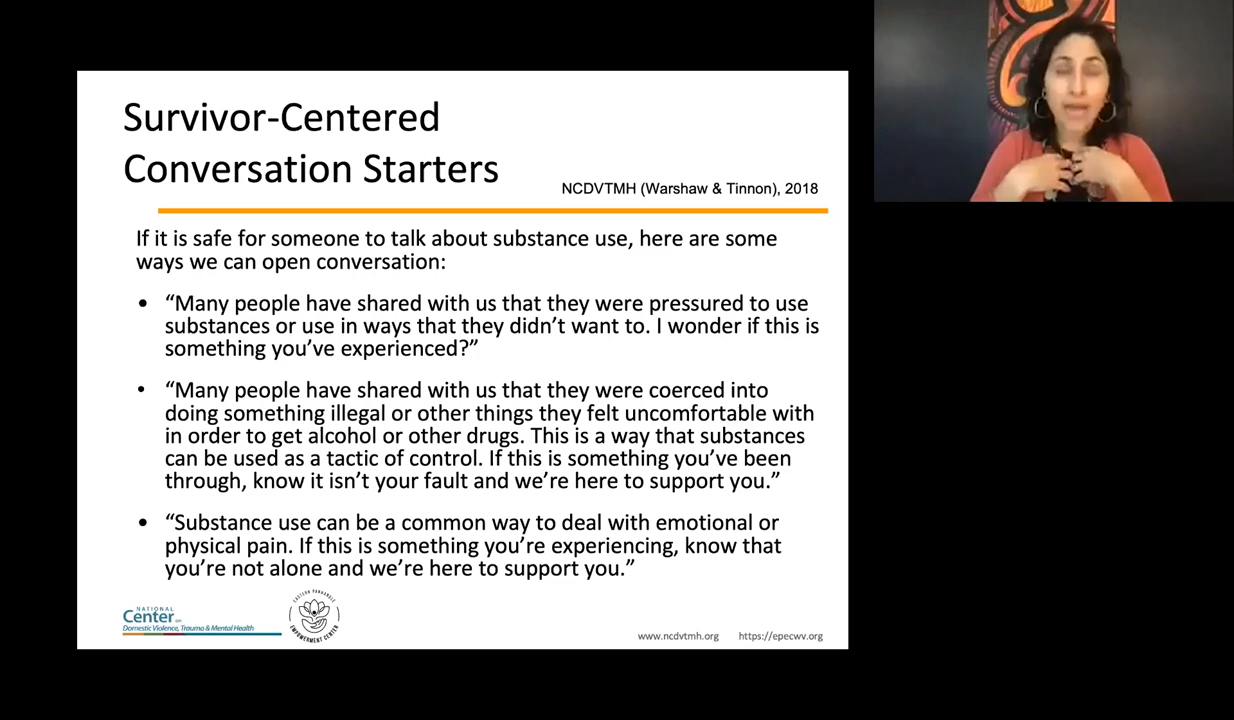 Survivor-Centered
Conversation Starters
NCDVTMH (Warshaw & Tinnon), 2018
If it is safe for someone to talk about substance use, here are some
ways we can open conversation:
• “Many people have shared with us that they were pressured to use
substances or use in ways that they didn’t want to. I wonder if this is
something you’ve experienced?”
• “Many people have shared with us that they were coerced into
doing something illegal or other things they felt uncomfortable with
in order to get alcohol or other drugs. This is a way that substances
can be used as a tactic of control. If this is something you’ve been
through, know it isn’t your fault and we’re here to support you.”
• “Substance use can be a common way to deal with emotional or
physical pain. If this is something you’re experiencing, know that
you’re not alone and we’re here to support you.”
NATIONAL
Center on
Domestic Violence, Trauma & Mental Health
EASTERN PANHANDLE
EMPOWERMENT CENTER
www.ncdvtmh.org https://epecwv.org